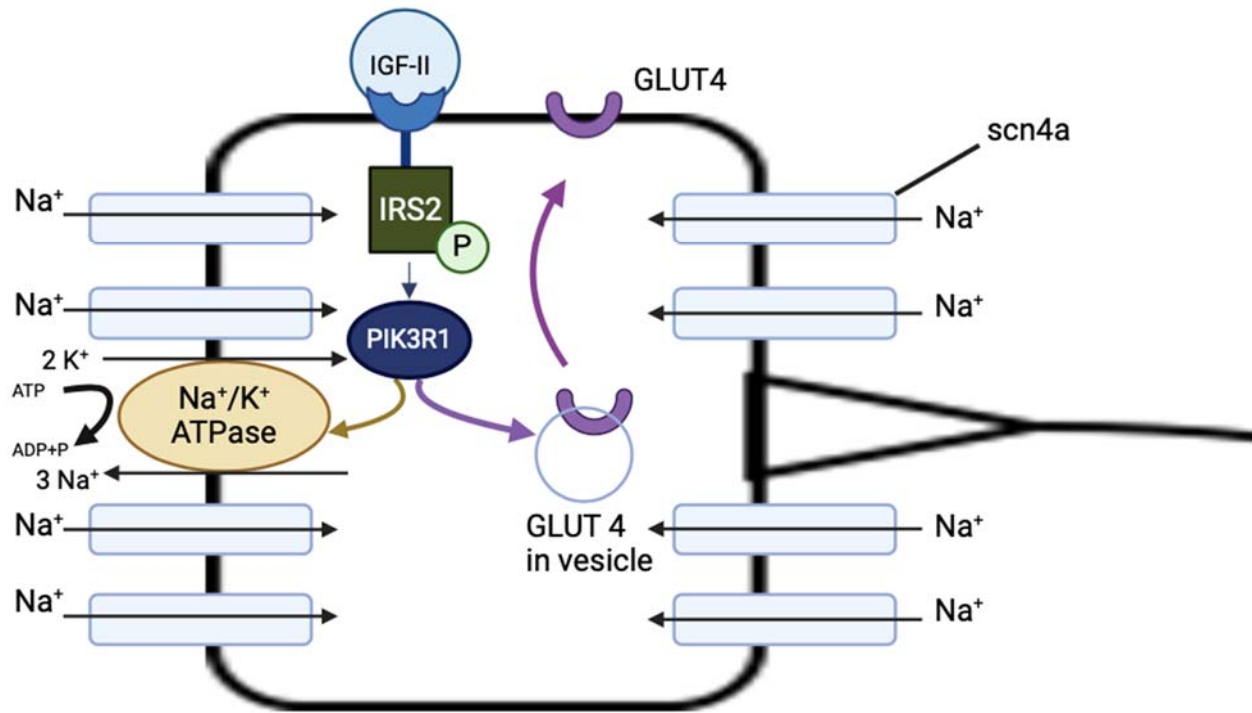 IGF-II
GLUT4
scn4a
Na⁺
IRS2
Na⁺
P
Na⁺
Na⁺
PIK3R1
2 K⁺
ATP
Na⁺/K⁺
ATPase
ADP+P
3 Na⁺
Na⁺
GLUT 4
in vesicle
Na⁺
Na⁺
Na⁺